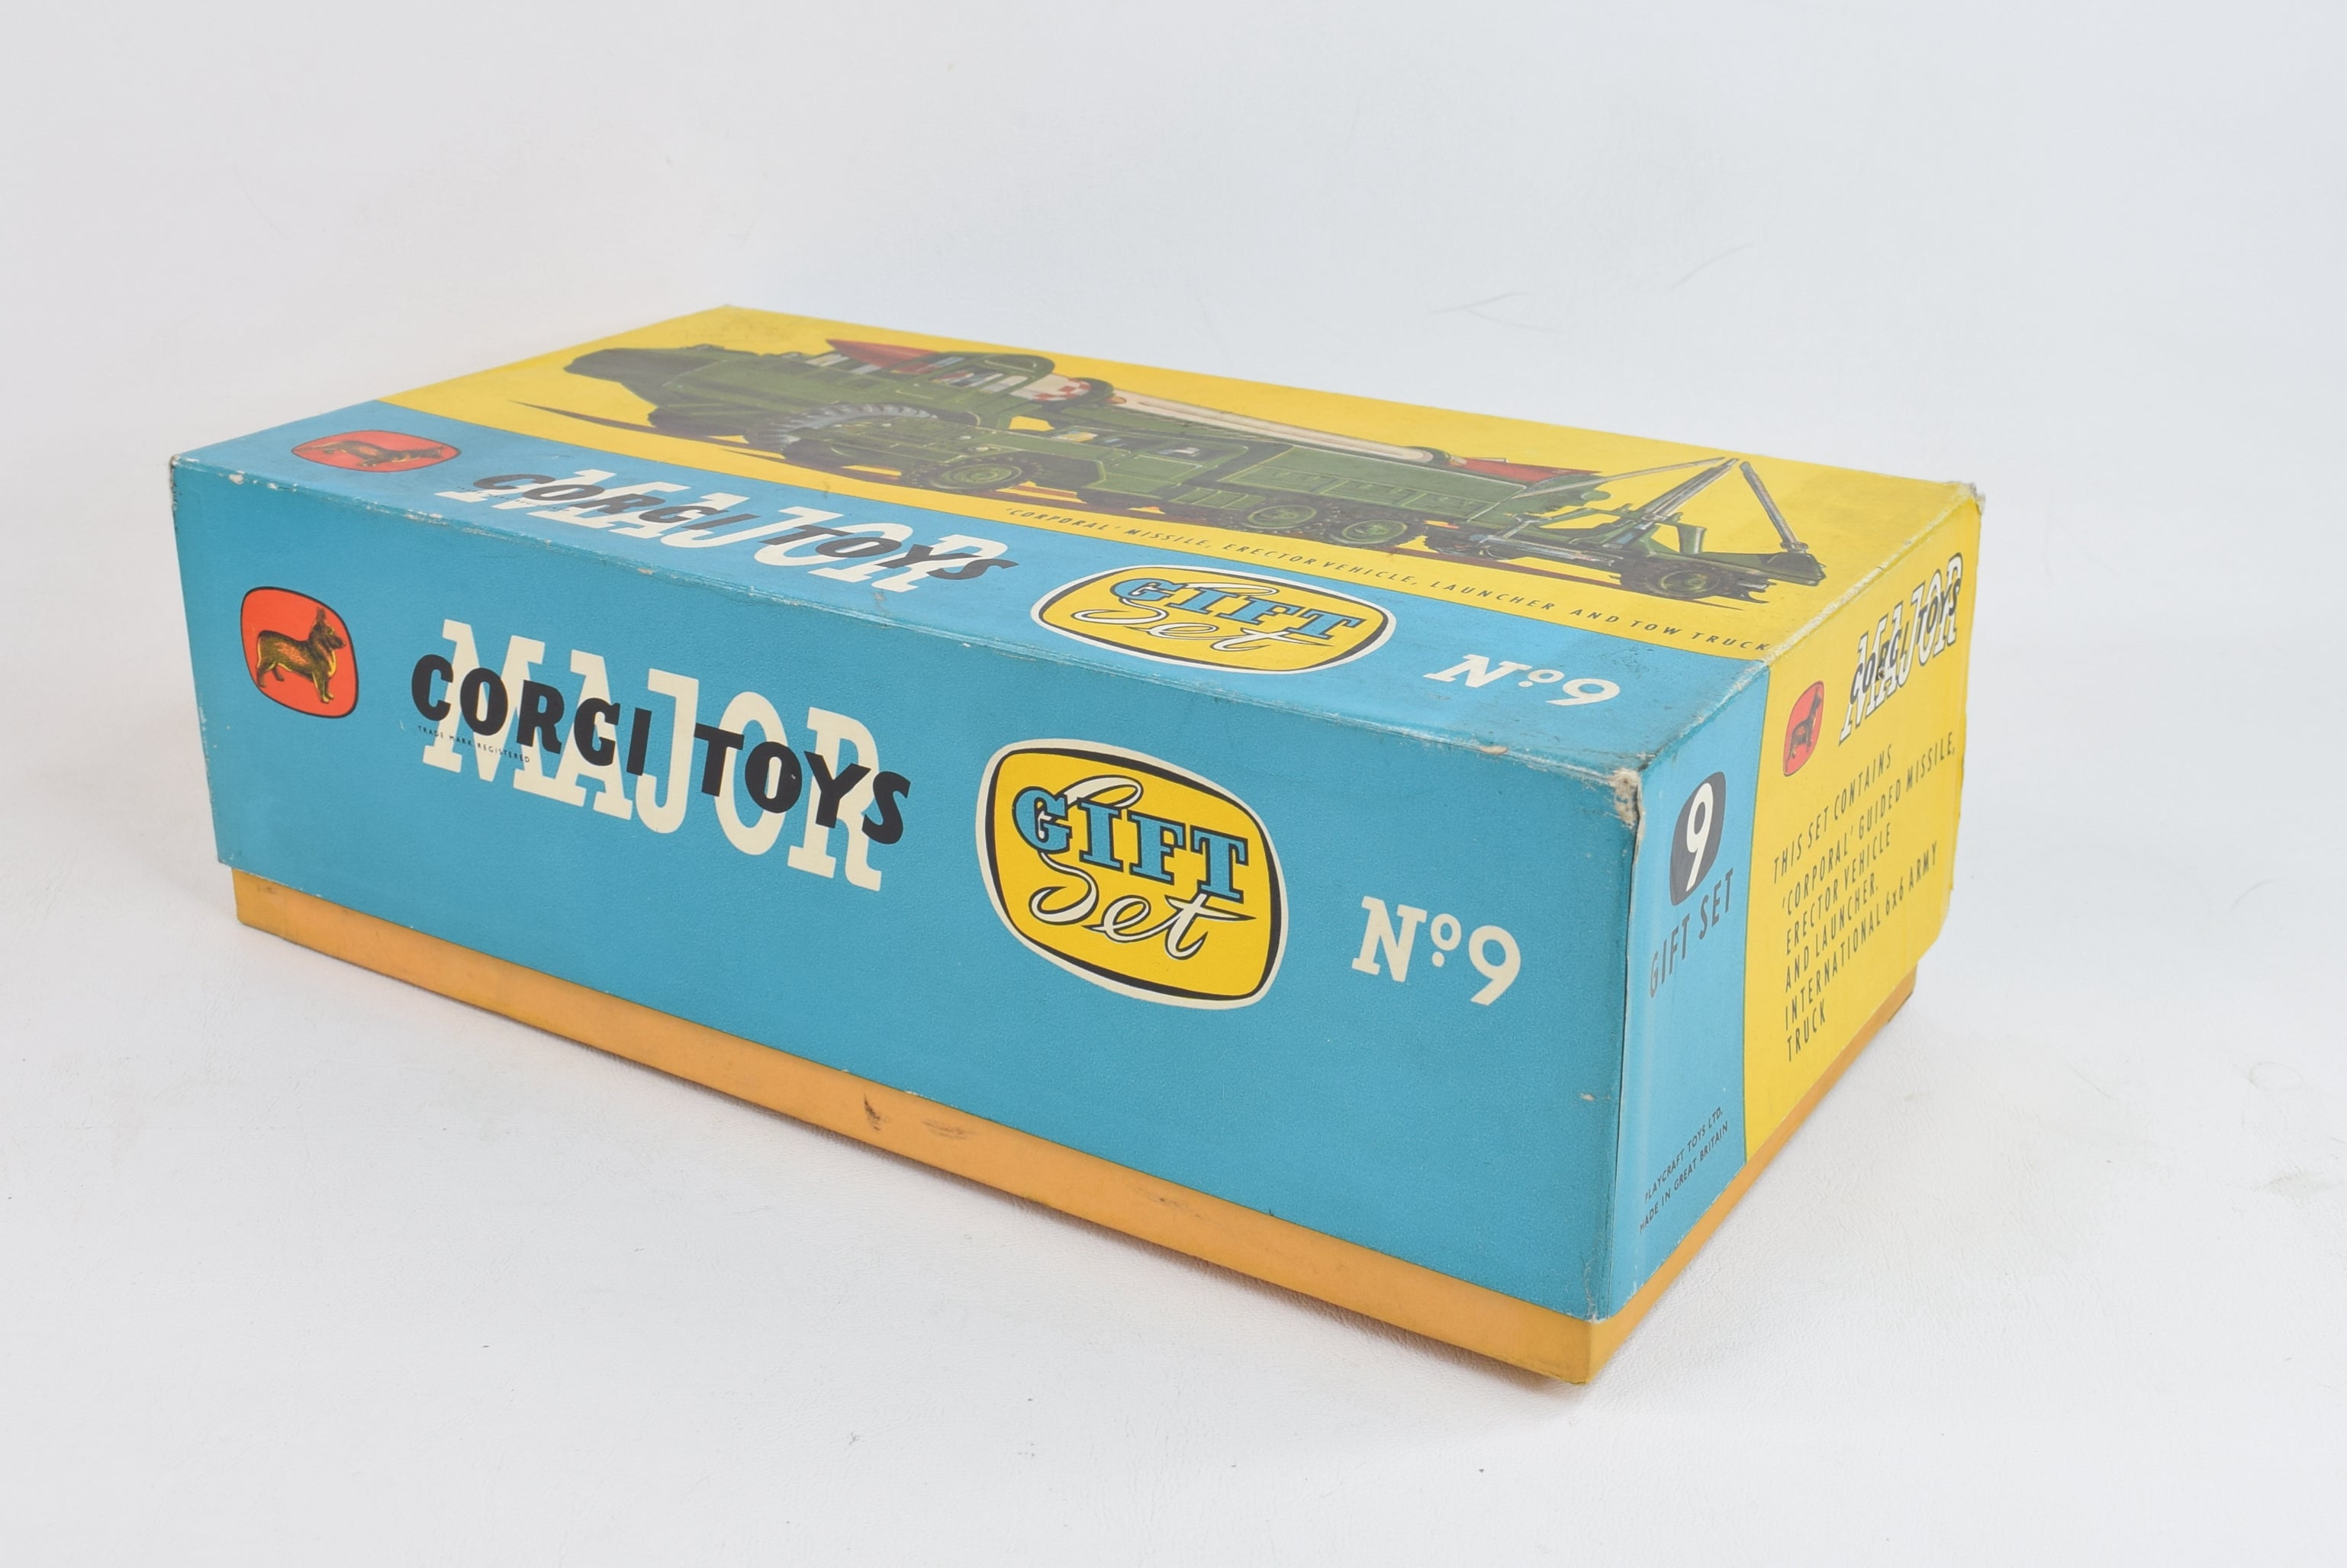 MAJOR
CORGI TOYS
GIFT
Set
Nº9
'CORPORAL' MISSILE, ERECTOR VEHICLE, LAUNCHER AND TOW TRUCK
MAJOR
CORGI TOYS
TRADE MARK REGISTERED
GIFT
Set
Nº9
9
GIFT SET
PLAYCRAFT TOYS LTD.
MADE IN GREAT BRITAIN
MAJOR
CORGI TOYS
THIS SET CONTAINS
'CORPORAL' GUIDED MISSILE,
ERECTOR VEHICLE
AND LAUNCHER.
INTERNATIONAL 6x6 ARMY
TRUCK